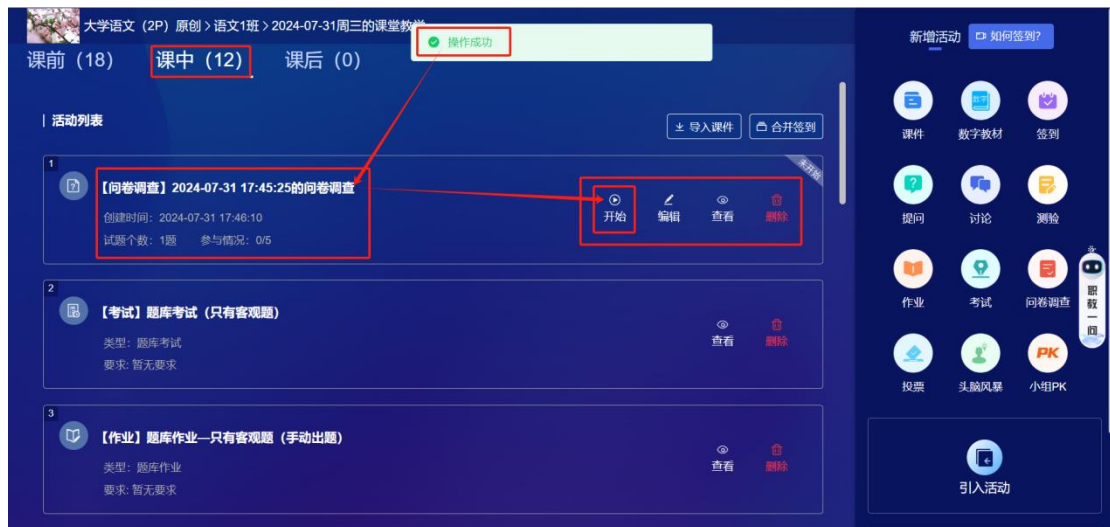 大学语文（2P）原创 > 语文1班 > 2024-07-31周三的课堂教学
操作成功
课前（18）
课中（12）
课后（0）
活动列表
导入课件
合并签到
1
未开始
【问卷调查】2024-07-31 17:45:25的问卷调查
创建时间：2024-07-31 17:46:10
试题个数：1题 参与情况：0/5
开始
编辑
查看
删除
2
【考试】题库考试（只有客观题）
类型：题库考试
要求: 暂无要求
查看
删除
3
【作业】题库作业—只有客观题（手动出题）
类型：题库作业
要求: 暂无要求
查看
删除
新增活动
如何签到?
课件
数字
数字教材
签到
提问
讨论
测验
作业
考试
问卷调查
投票
头脑风暴
PK
小组PK
职教一问
引入活动